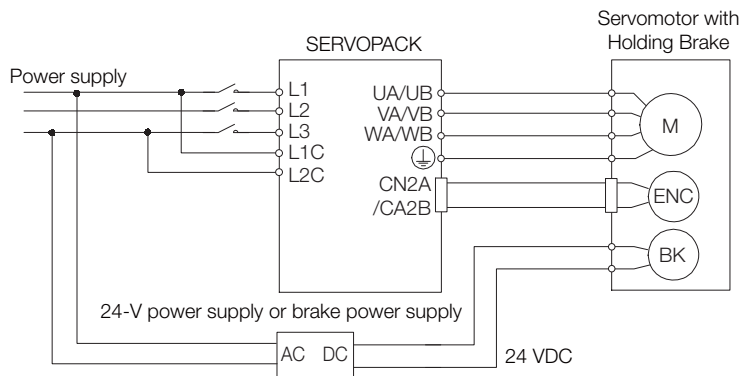 Servomotor with
Holding Brake
SERVOPACK
Power supply
L1
L2
L3
L1C
L2C
UA/UB
VA/VB
WA/WB
CN2A
/CA2B
M
ENC
BK
24-V power supply or brake power supply
AC DC
24 VDC